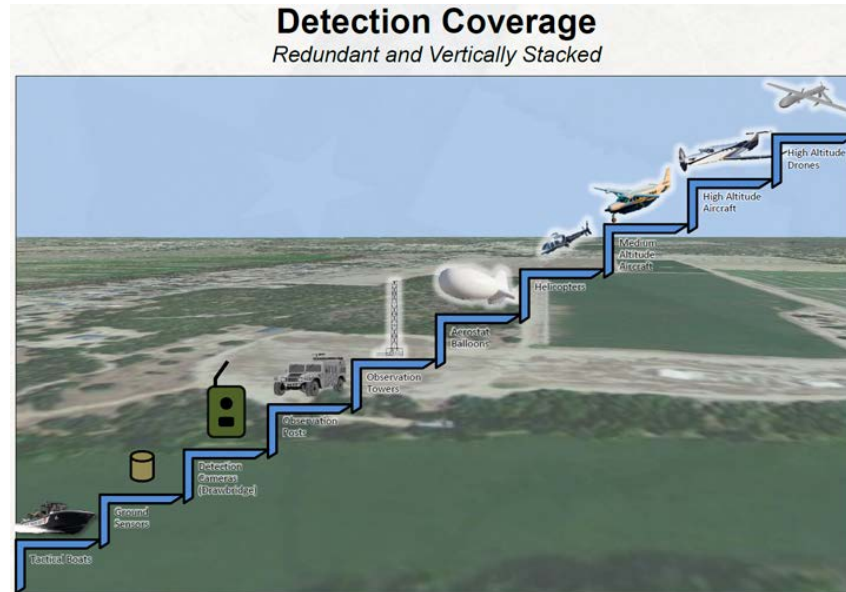 Detection Coverage
Redundant and Vertically Stacked
High Altitude
Drones
High Altitude
Aircraft
Medium
Altitude
Aircraft
Helicopters
Aerostat
Balloons
Observation
Towers
Observation
Posts
Detection
Cameras
(Drawbridge)
Ground
Sensors
Tactical Boats